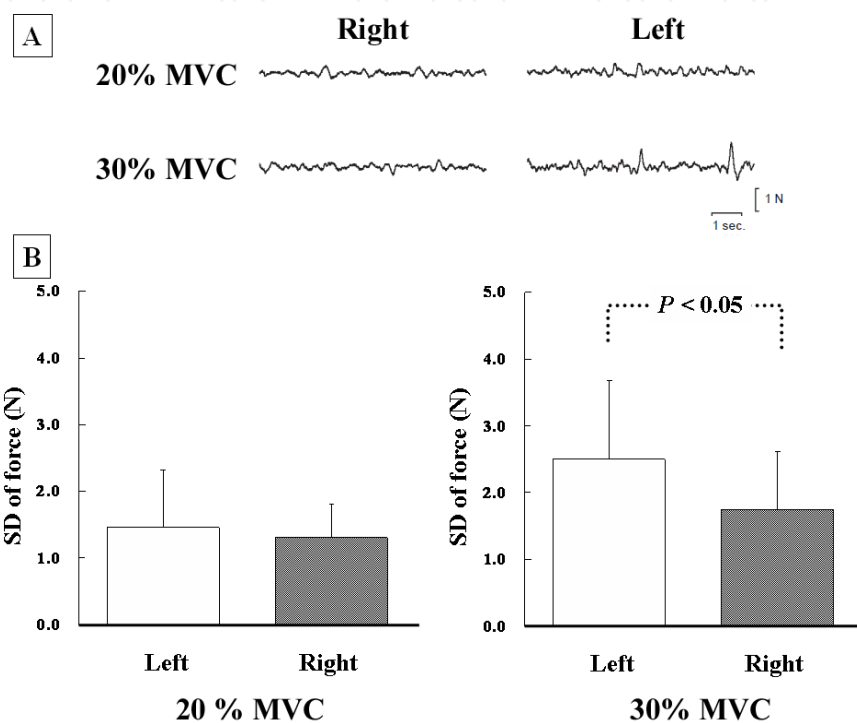 A
Right Left
20% MVC
30% MVC
1 N
1 sec.
B
5.0
4.0
3.0
2.0
1.0
0.0
SD of force (N)
Left Right
20 % MVC
5.0
4.0
3.0
2.0
1.0
0.0
SD of force (N)
P < 0.05
Left Right
30% MVC